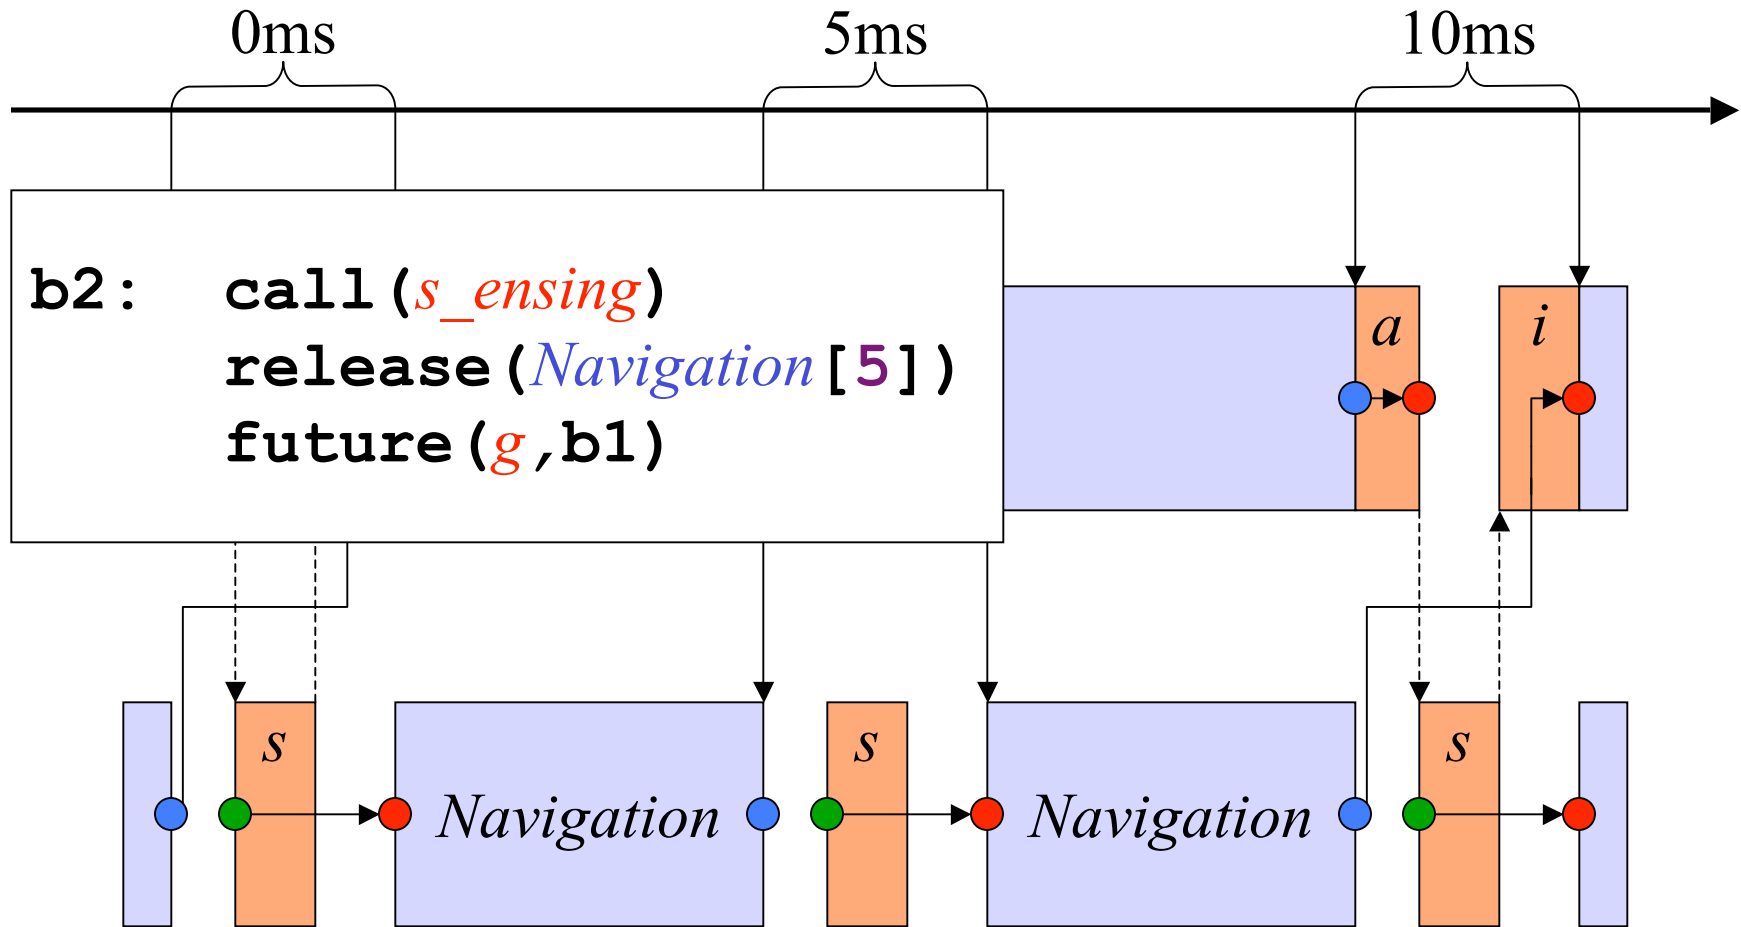 0ms 5ms 10ms
b2: call(s_ensing)
release(Navigation[5])
future(g,b1)
a i
s s s
Navigation Navigation